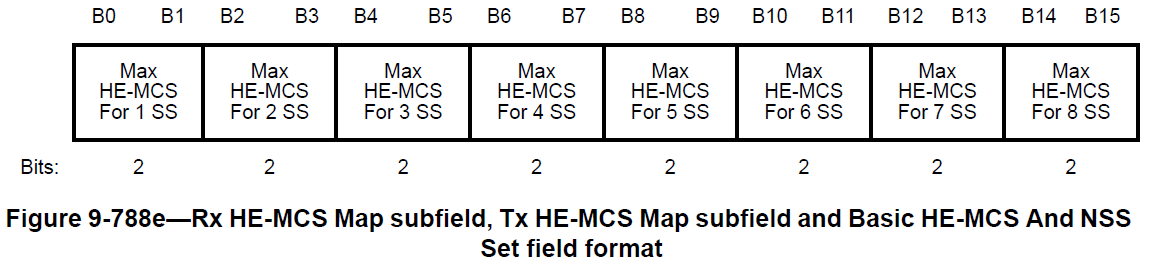 B0 B1 B2 B3 B4 B5 B6 B7 B8 B9 B10 B11 B12 B13 B14 B15
Max HE-MCS For 1 SS
Max HE-MCS For 2 SS
Max HE-MCS For 3 SS
Max HE-MCS For 4 SS
Max HE-MCS For 5 SS
Max HE-MCS For 6 SS
Max HE-MCS For 7 SS
Max HE-MCS For 8 SS
Bits: 2 2 2 2 2 2 2 2
Figure 9-788e—Rx HE-MCS Map subfield, Tx HE-MCS Map subfield and Basic HE-MCS And NSS
Set field format